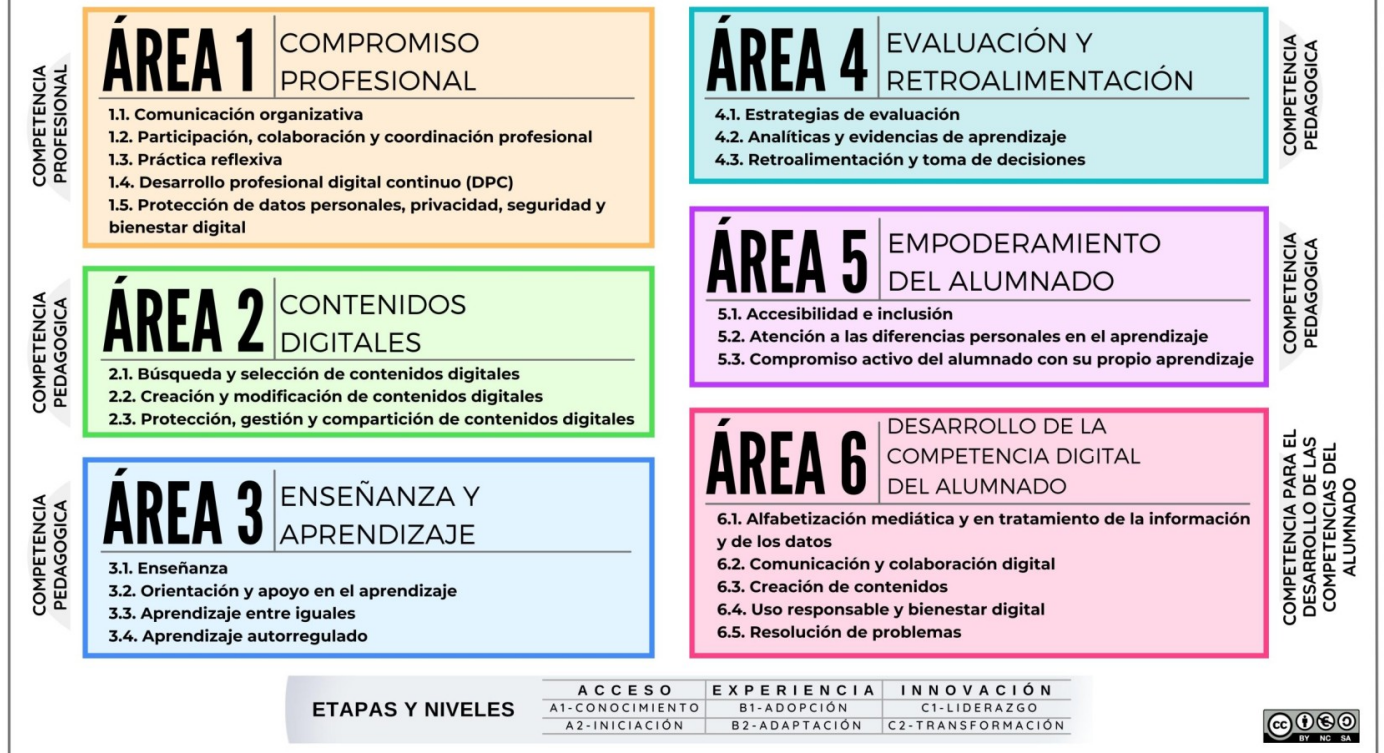 COMPETENCIA
PROFESIONAL
ÁREA 1
COMPROMISO
PROFESIONAL
1.1. Comunicación organizativa
1.2. Participación, colaboración y coordinación profesional
1.3. Práctica reflexiva
1.4. Desarrollo profesional digital continuo (DPC)
1.5. Protección de datos personales, privacidad, seguridad y
bienestar digital
COMPETENCIA
PEDAGOGICA
ÁREA 2
CONTENIDOS
DIGITALES
2.1. Búsqueda y selección de contenidos digitales
2.2. Creación y modificación de contenidos digitales
2.3. Protección, gestión y compartición de contenidos digitales
COMPETENCIA
PEDAGOGICA
ÁREA 3
ENSEÑANZA Y
APRENDIZAJE
3.1. Enseñanza
3.2. Orientación y apoyo en el aprendizaje
3.3. Aprendizaje entre iguales
3.4. Aprendizaje autorregulado
ÁREA 4
EVALUACIÓN Y
RETROALIMENTACIÓN
4.1. Estrategias de evaluación
4.2. Analíticas y evidencias de aprendizaje
4.3. Retroalimentación y toma de decisiones
COMPETENCIA
PEDAGOGICA
ÁREA 5
EMPODERAMIENTO
DEL ALUMNADO
5.1. Accesibilidad e inclusión
5.2. Atención a las diferencias personales en el aprendizaje
5.3. Compromiso activo del alumnado con su propio aprendizaje
COMPETENCIA
PEDAGOGICA
ÁREA 6
DESARROLLO DE LA
COMPETENCIA DIGITAL
DEL ALUMNADO
6.1. Alfabetización mediática y en tratamiento de la información
y de los datos
6.2. Comunicación y colaboración digital
6.3. Creación de contenidos
6.4. Uso responsable y bienestar digital
6.5. Resolución de problemas
COMPETENCIA PARA EL
DESARROLLO DE LAS
COMPETENCIAS DEL
ALUMNADO
ETAPAS Y NIVELES
ACCESO EXPERIENCIA INNOVACIÓN
A1-CONOCIMIENTO B1-ADOPCIÓN C1-LIDERAZGO
A2-INICIACIÓN B2-ADAPTACIÓN C2-TRANSFORMACIÓN
cc
BY NC SA